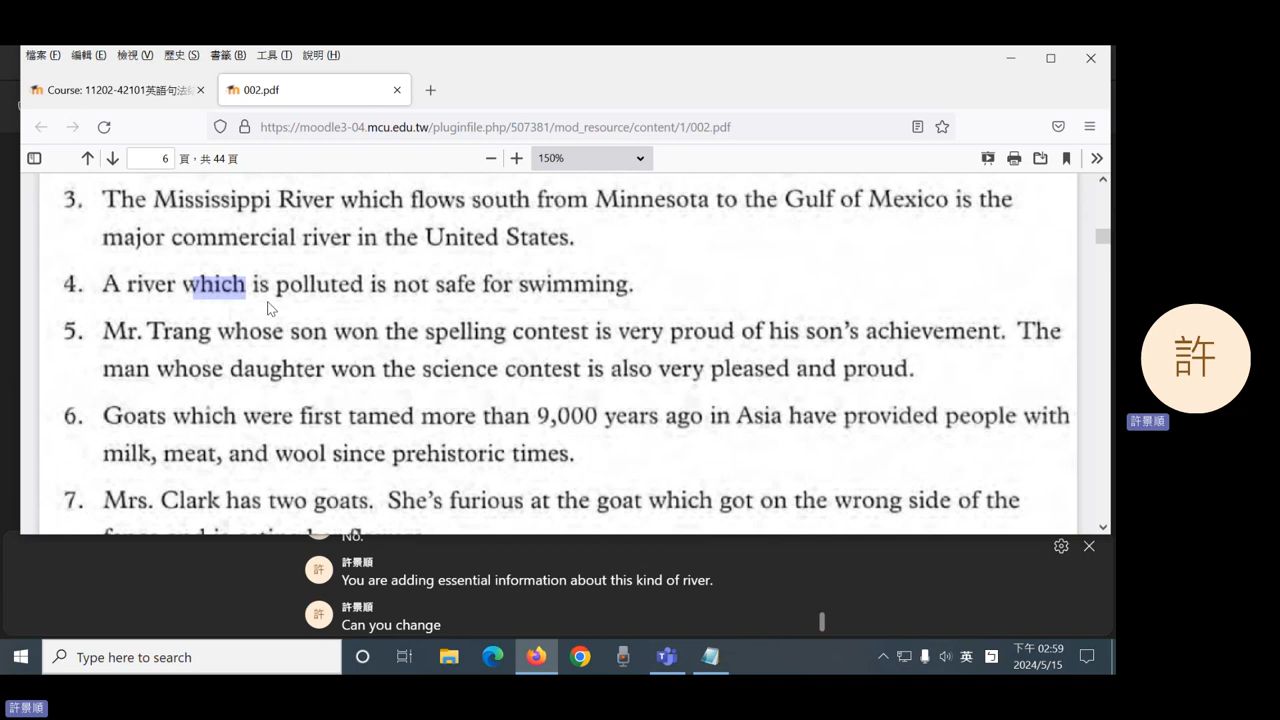 檔案 (F) 編輯 (E) 檢視 (V) 歷史 (S) 書籤 (B) 工具 (T) 說明 (H)
Course: 11202-42101英語句法
002.pdf
https://moodle3-04.mcu.edu.tw/pluginfile.php/507381/mod_resource/content/1/002.pdf
6 頁,共 44 頁
150%
3. The Mississippi River which flows south from Minnesota to the Gulf of Mexico is the
major commercial river in the United States.
4. A river which is polluted is not safe for swimming.
5. Mr. Trang whose son won the spelling contest is very proud of his son's achievement. The
man whose daughter won the science contest is also very pleased and proud.
6. Goats which were first tamed more than 9,000 years ago in Asia have provided people with
milk, meat, and wool since prehistoric times.
7. Mrs. Clark has two goats. She's furious at the goat which got on the wrong side of the
No.
許 許景順
You are adding essential information about this kind of river.
許 許景順
Can you change
許
許景順
Type here to search
英
下午 02:59
2024/5/15
許景順